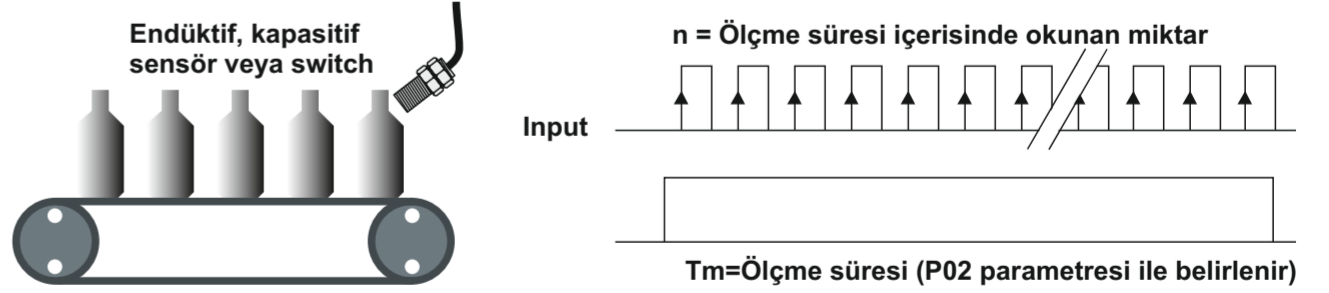 Endüktif, kapasitif
sensör veya switch
n = Ölçme süresi içerisinde okunan miktar
Input
Tm=Ölçme süresi (P02 parametresi ile belirlenir)